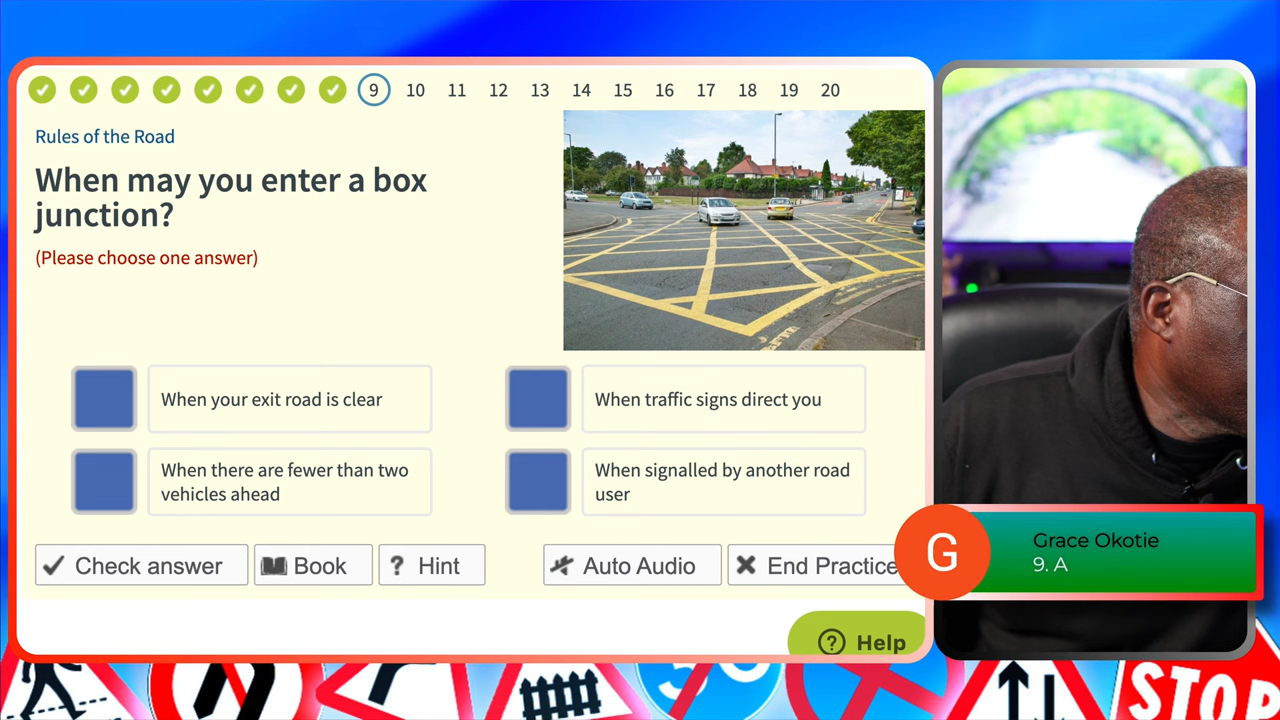 9 10 11 12 13 14 15 16 17 18 19 20
Rules of the Road
When may you enter a box
junction?
(Please choose one answer)
When your exit road is clear
When traffic signs direct you
When there are fewer than two
vehicles ahead
When signalled by another road
user
Check answer
Book
? Hint
Auto Audio
End Practice
G
Grace Okotie
9. A
? Help
STOP